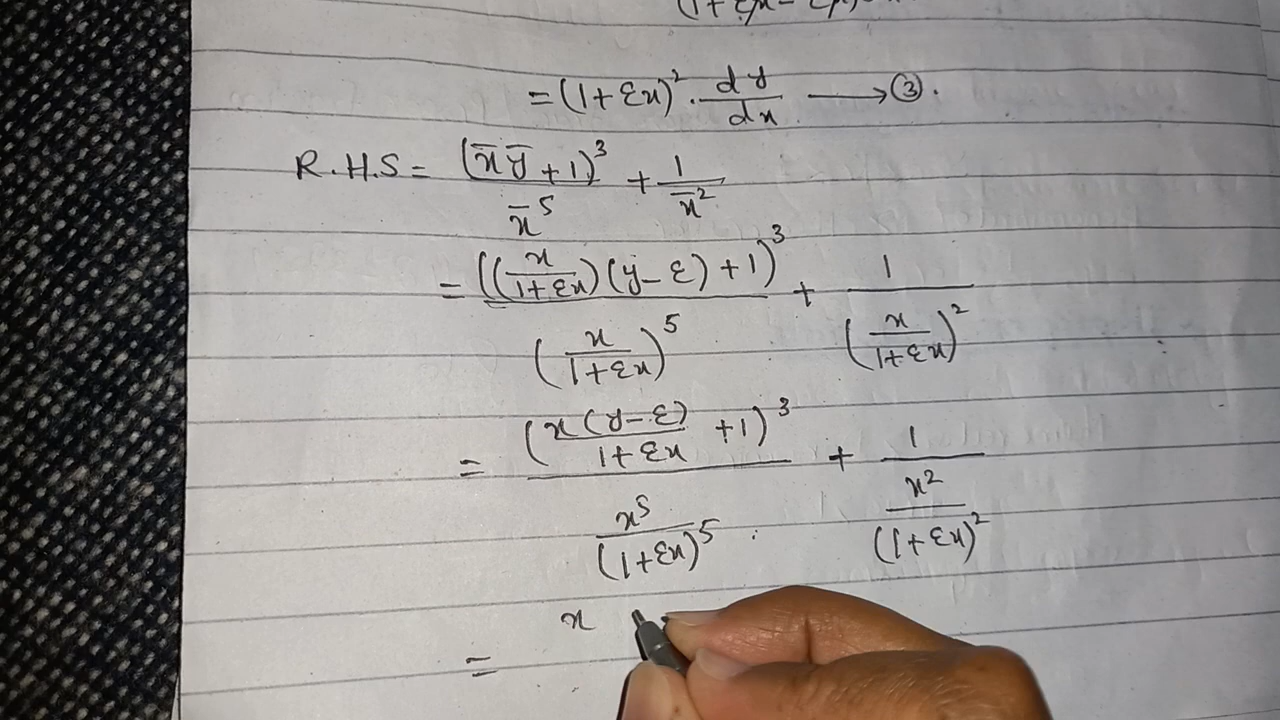 = (1+εx)² · dy/dx ⟶ ③.
R.H.S = (x̄ȳ+1)³/x̄⁵ + 1/x̄²
= ((x/(1+εx))(y-ε)+1)³/(x/(1+εx))⁵ + 1/(x/(1+εx))²
= (x(y-ε)/(1+εx) +1)³/(x⁵/(1+εx)⁵) + 1/(x²/(1+εx)²)
= x